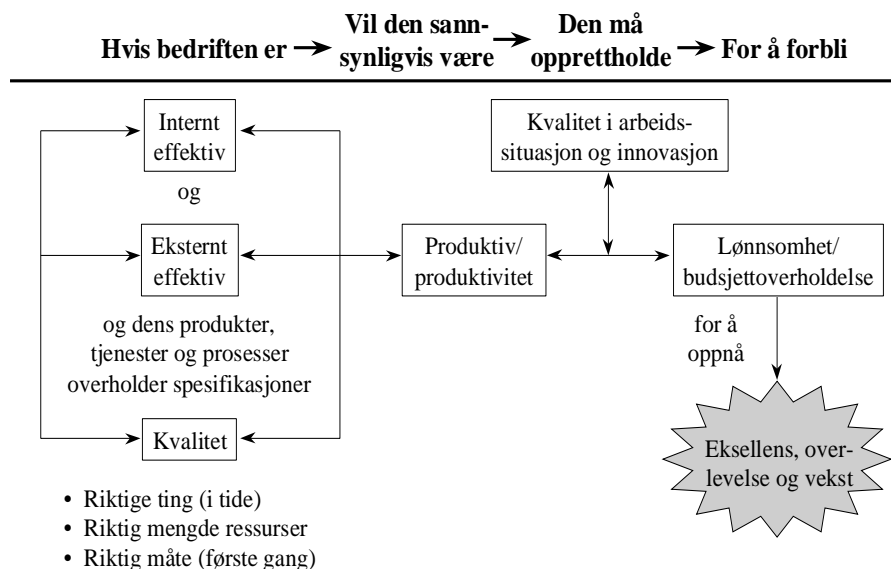 Hvis bedriften er
Vil den sann-
synligvis være
Den må
opprettholde
For å forbli
Internt
effektiv
og
Eksternt
effektiv
og dens produkter,
tjenester og prosesser
overholder spesifikasjoner
Kvalitet
• Riktige ting (i tide)
• Riktig mengde ressurser
• Riktig måte (første gang)
Produktiv/
produktivitet
Kvalitet i arbeids-
situasjon og innovasjon
Lønnsomhet/
budsjettoverholdelse
for å
oppnå
Eksellens, over-
levelse og vekst